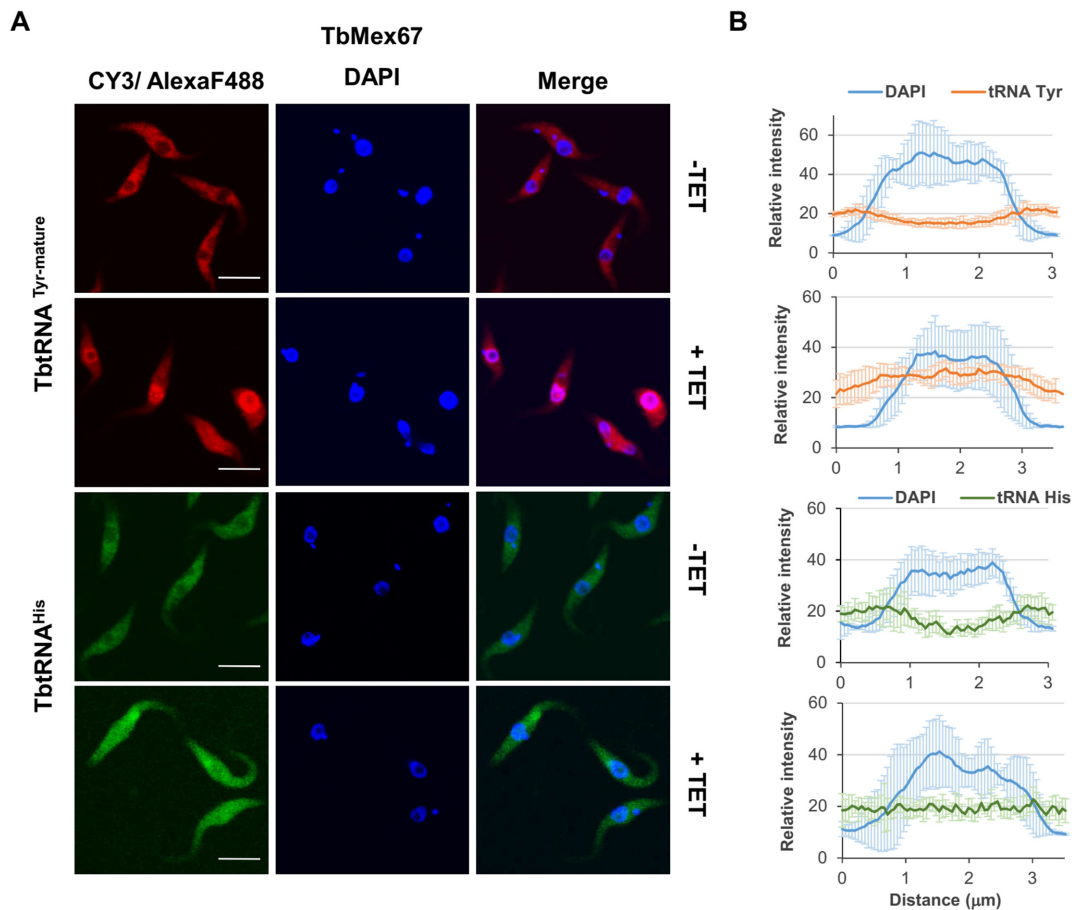 A
TbMex67
CY3/ AlexaF488
DAPI
Merge
TbtRNA Tyr-mature
-TET
+ TET
TbtRNAHis
-TET
+ TET
B
DAPI
tRNA Tyr
Relative intensity
60
40
20
0
0 1 2 3
Relative intensity
60
40
20
0
0 1 2 3
DAPI
tRNA His
Relative intensity
60
40
20
0
0 1 2 3
Relative intensity
60
40
20
0
0 1 2 3
Distance (μm)